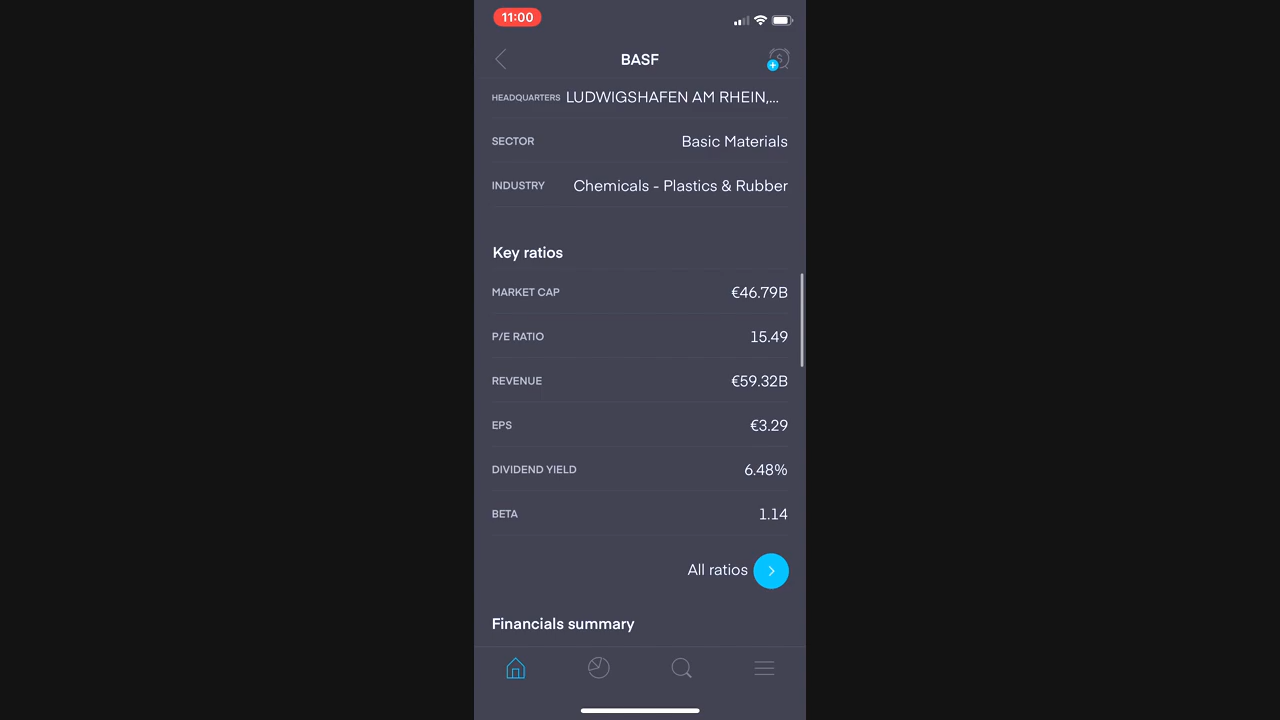 11:00
BASF
HEADQUARTERS LUDWIGSHAFEN AM RHEIN,...
SECTOR Basic Materials
INDUSTRY Chemicals - Plastics & Rubber
Key ratios
MARKET CAP €46.79B
P/E RATIO 15.49
REVENUE €59.32B
EPS €3.29
DIVIDEND YIELD 6.48%
BETA 1.14
All ratios
Financials summary